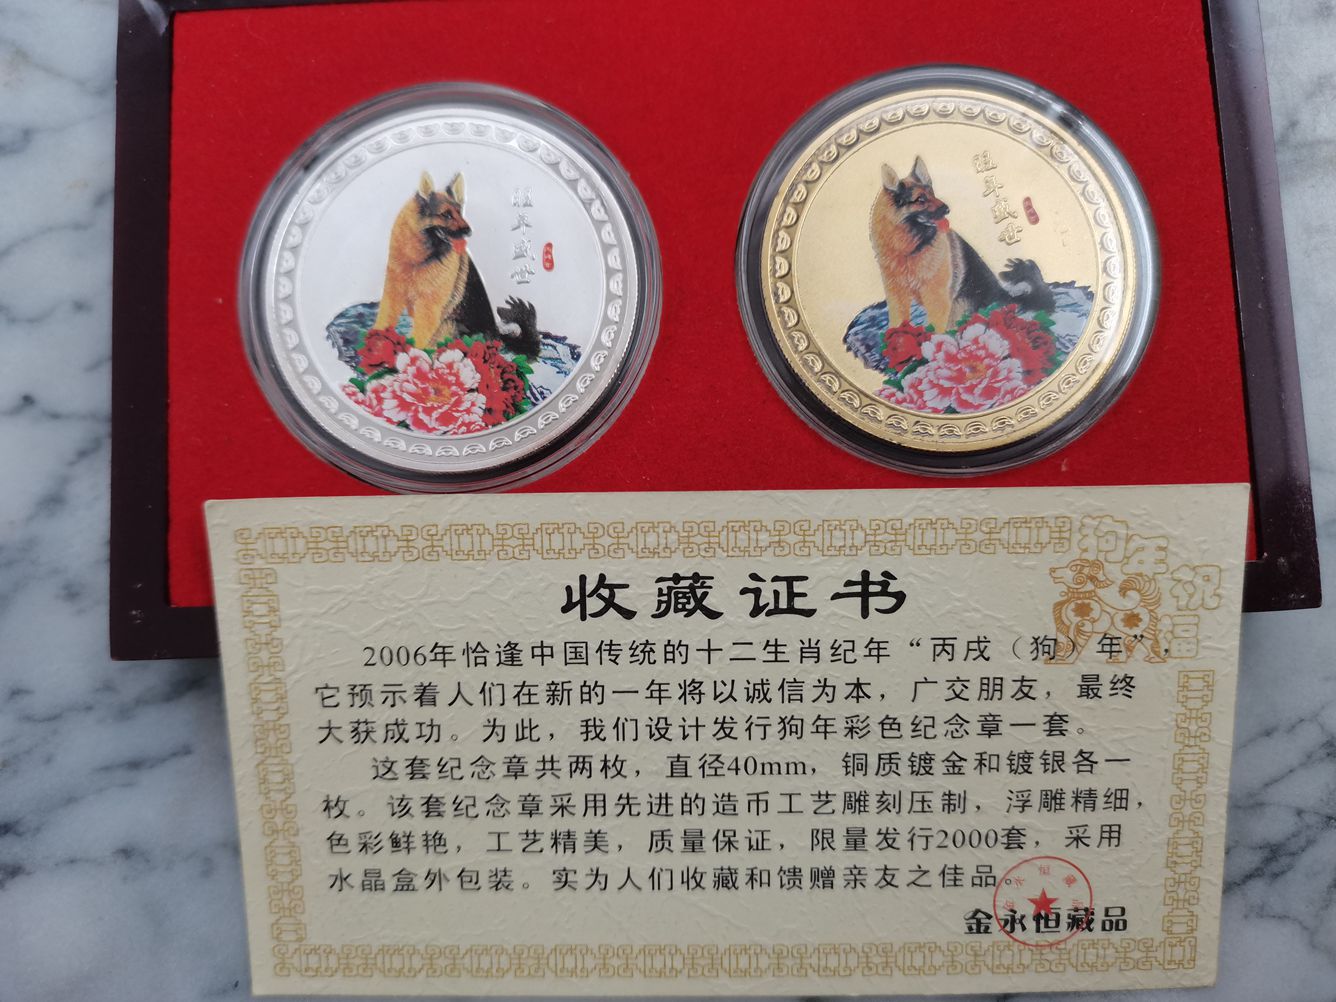 旺年盛世
旺年盛世
狗年祝福
收藏证书
2006年恰逢中国传统的十二生肖纪年“丙戌（狗）年”，
它预示着人们在新的一年将以诚信为本，广交朋友，最终
大获成功。为此，我们设计发行狗年彩色纪念章一套。
这套纪念章共两枚，直径40mm，铜质镀金和镀银各一
枚。该套纪念章采用先进的造币工艺雕刻压制，浮雕精细，
色彩鲜艳，工艺精美，质量保证，限量发行2000套，采用
水晶盒外包装。实为人们收藏和馈赠亲友之佳品。
金永恒藏品